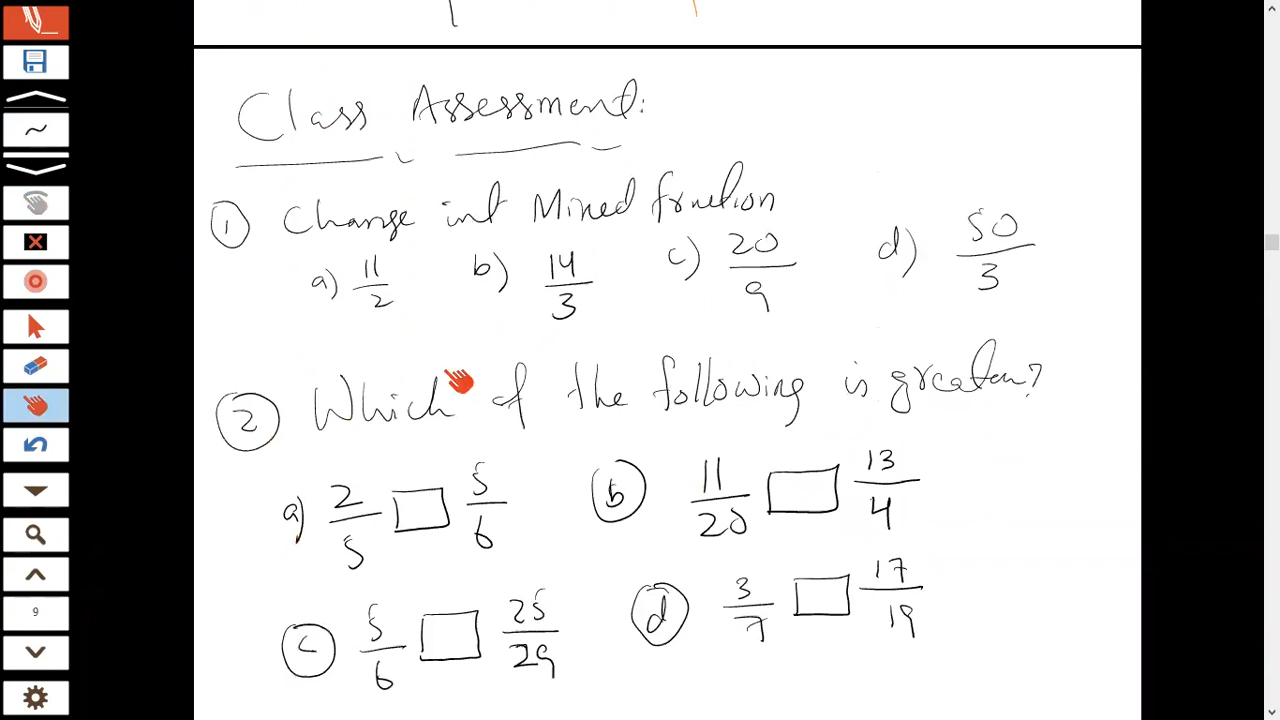 Class Assessment:
① Change int Mixed fraction
a) 11/2 b) 14/3 c) 20/9 d) 50/3
② Which of the following is greater?
a) 2/5 □ 5/6 ⓑ 11/20 □ 13/4
ⓒ 5/6 □ 25/29 ⓓ 3/7 □ 17/19
9